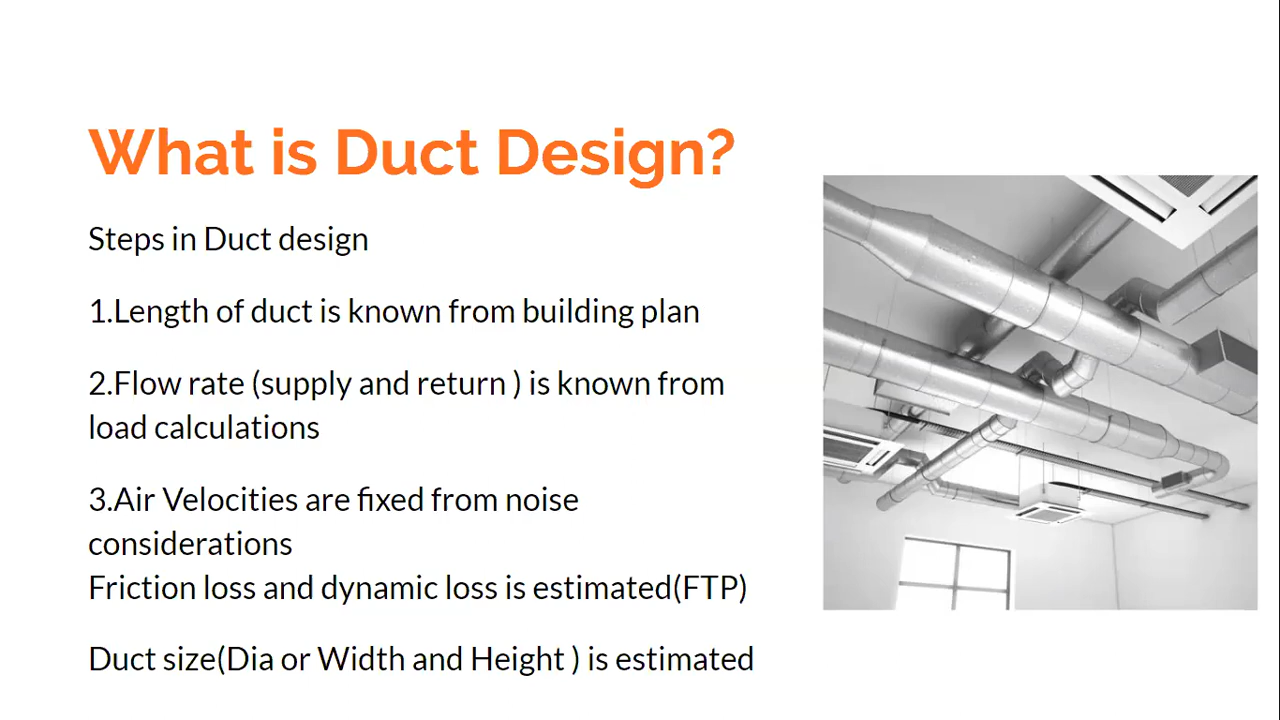 What is Duct Design?
Steps in Duct design
1.Length of duct is known from building plan
2.Flow rate (supply and return ) is known from
load calculations
3.Air Velocities are fixed from noise
considerations
Friction loss and dynamic loss is estimated(FTP)
Duct size(Dia or Width and Height ) is estimated